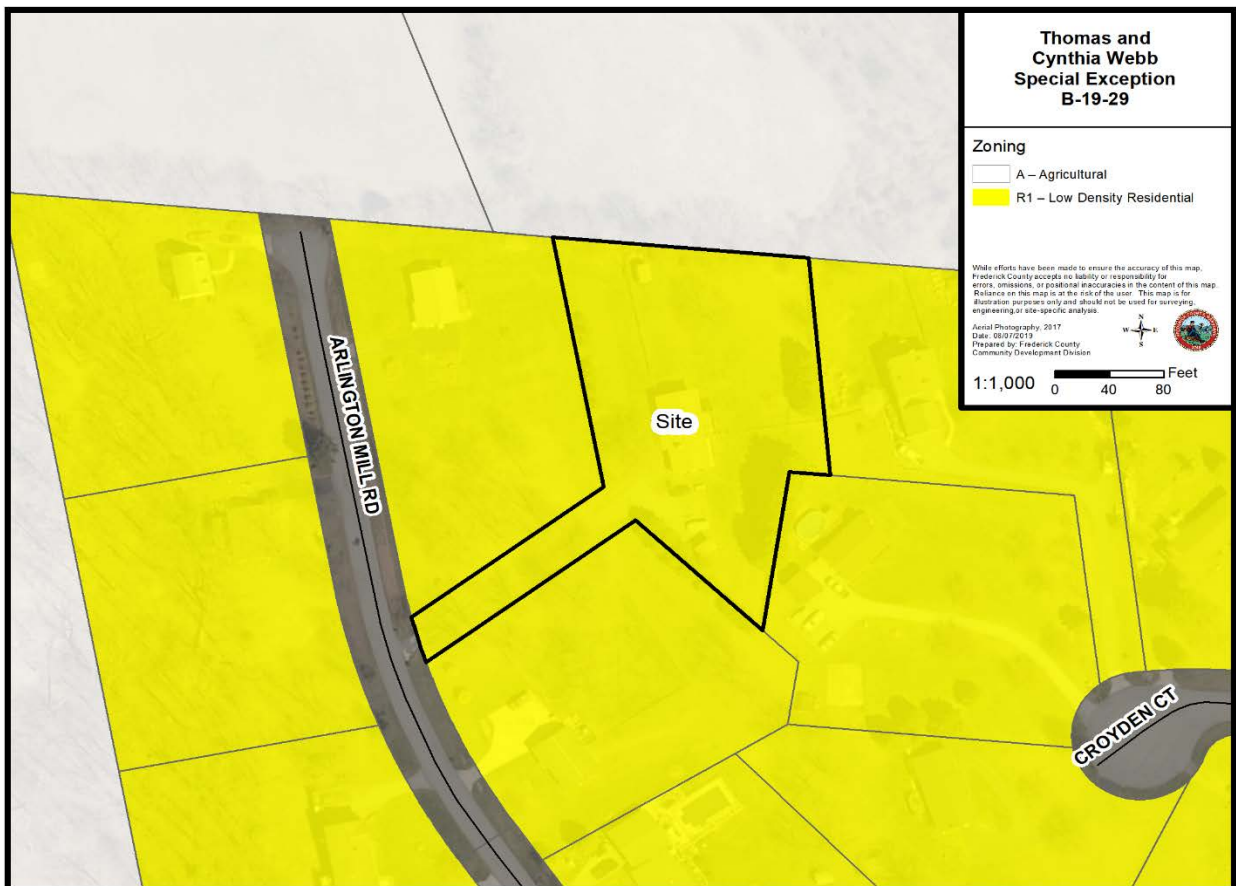 Thomas and
Cynthia Webb
Special Exception
B-19-29
Zoning
A – Agricultural
R1 – Low Density Residential
While efforts have been made to ensure the accuracy of this map,
Frederick County accepts no liability or responsibility for
errors, omissions, or positional inaccuracies in the content of this map.
Reliance on this map is at the risk of the user. This map is for
illustration purposes only and should not be used for surveying,
engineering,or site-specific analysis.
Aerial Photography, 2017
Date: 08/07/2019
Prepared by: Frederick County
Community Development Division
N
W E
S
1:1,000
Feet
0 40 80
ARLINGTON MILL RD
Site
CROYDEN CT